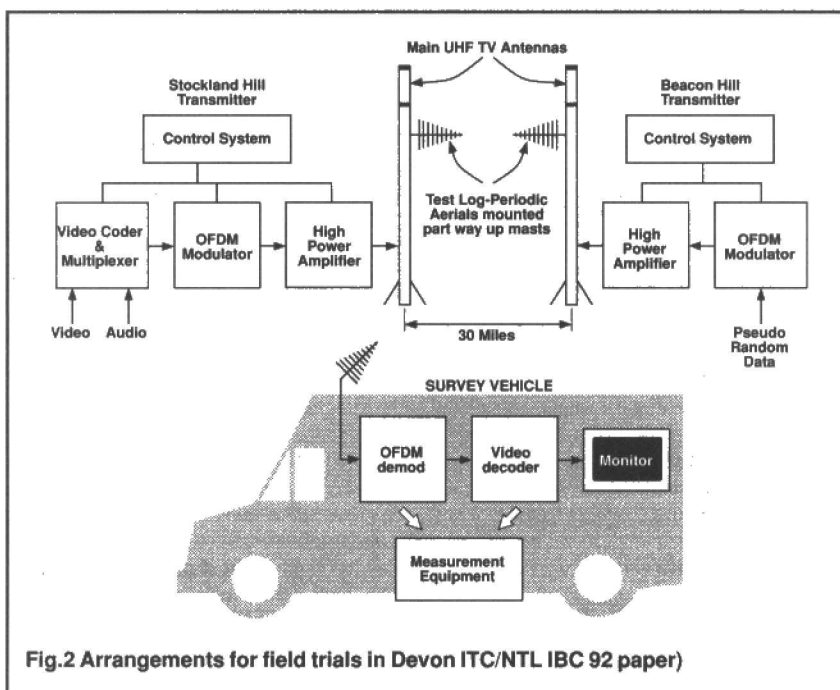 Main UHF TV Antennas
Stockland Hill
Transmitter
Beacon Hill
Transmitter
Control System
Control System
Test Log-Periodic
Aerials mounted
part way up masts
Video Coder
&
Multiplexer
OFDM
Modulator
High
Power
Amplifier
High
Power
Amplifier
OFDM
Modulator
Video
Audio
30 Miles
Pseudo
Random
Data
SURVEY VEHICLE
OFDM
demod
Video
decoder
Monitor
Measurement
Equipment
Fig.2 Arrangements for field trials in Devon ITC/NTL IBC 92 paper)